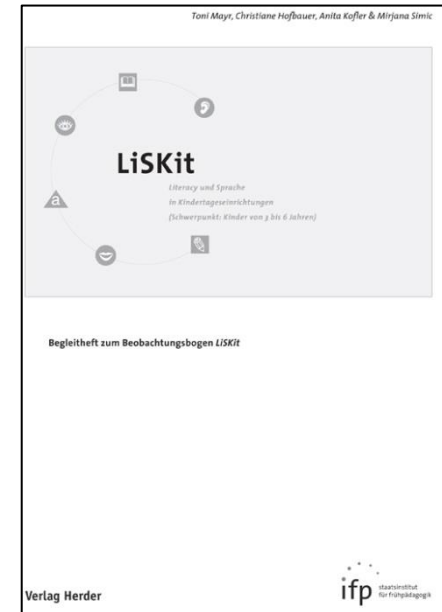 Toni Mayr, Christiane Hofbauer, Anita Kofler & Mirjana Simic
a
LiSKit
Literacy und Sprache
in Kindertageseinrichtungen
(Schwerpunkt: Kinder von 3 bis 6 Jahren)
Begleitheft zum Beobachtungsbogen LiSKit
Verlag Herder
ifp staatsinstitut
für frühpädagogik